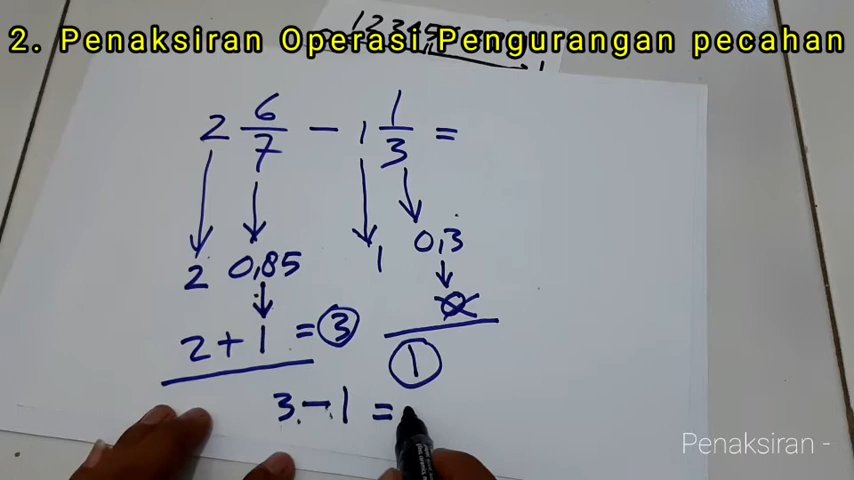 2. Penaksiran Operasi Pengurangan pecahan
2 6/7 - 1 1/3 =
2 0,85 1 0,3
0
2 + 1 = 3
1
3 - 1 =
Penaksiran -